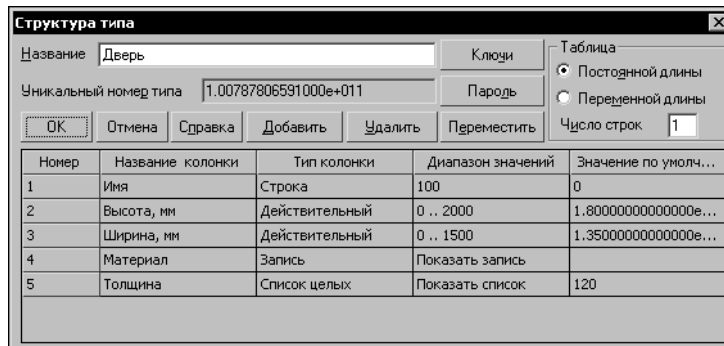 Структура типа
Название Дверь Ключи Таблица
Постоянной длины
Уникальный номер типа 1.00787806591000e+011 Пароль
Переменной длины
OK Отмена Справка Добавить Удалить Переместить Число строк 1
Номер Название колонки Тип колонки Диапазон значений Значение по умолч...
1 Имя Строка 100 0
2 Высота, мм Действительный 0 .. 2000 1.80000000000000e...
3 Ширина, мм Действительный 0 .. 1500 1.35000000000000e...
4 Материал Запись Показать запись
5 Толщина Список целых Показать список 120